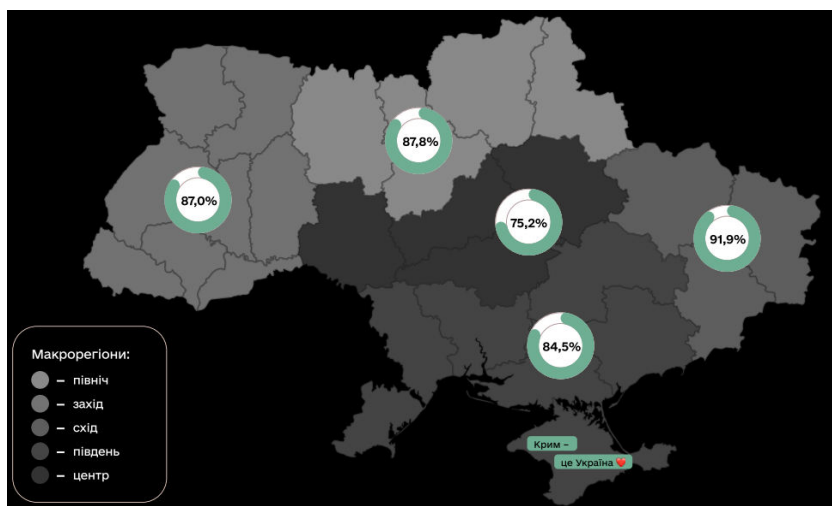 87,8%
87,0%
75,2%
91,9%
84,5%
Макрорегіони:
– північ
– захід
– схід
– південь
– центр
Крим –
це Україна ❤️